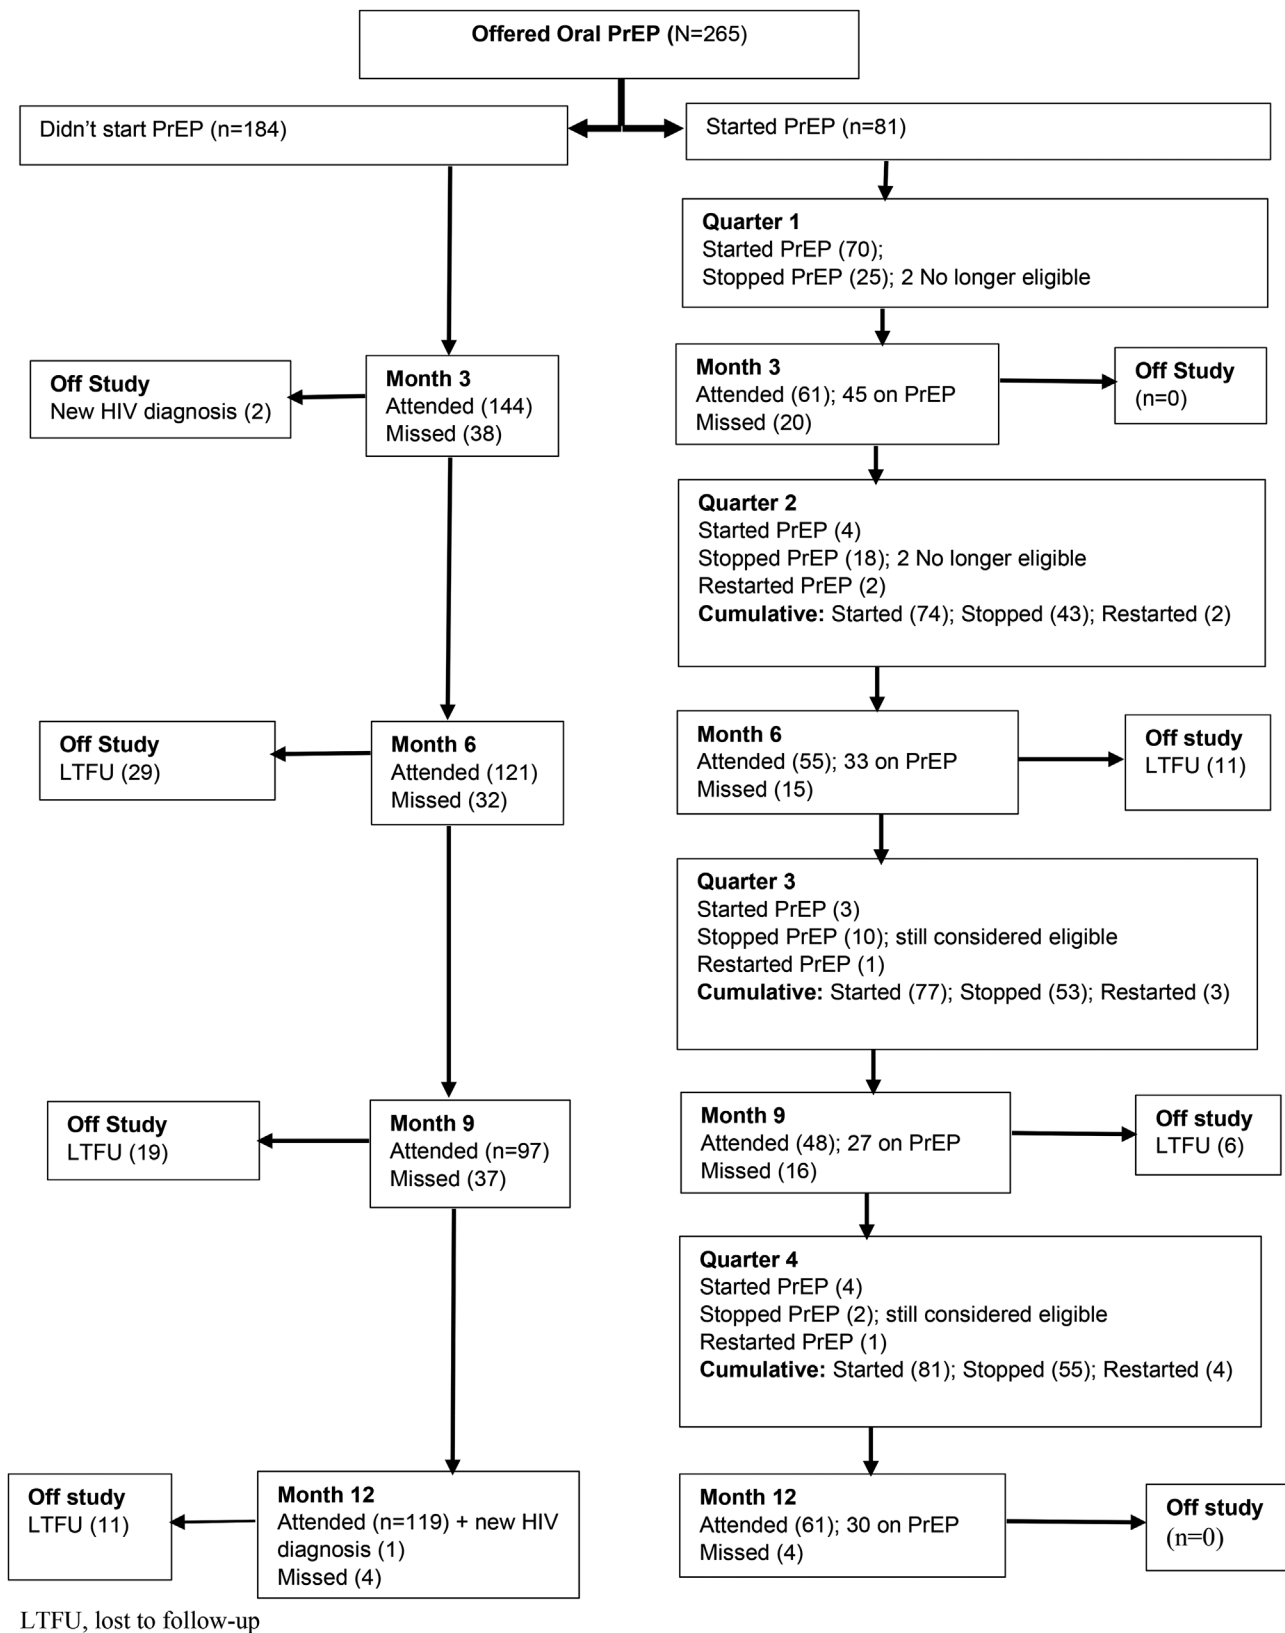 Offered Oral PrEP (N=265)
Didn’t start PrEP (n=184)
Started PrEP (n=81)
Quarter 1
Started PrEP (70);
Stopped PrEP (25); 2 No longer eligible
Off Study
New HIV diagnosis (2)
Month 3
Attended (144)
Missed (38)
Month 3
Attended (61); 45 on PrEP
Missed (20)
Off Study
(n=0)
Quarter 2
Started PrEP (4)
Stopped PrEP (18); 2 No longer eligible
Restarted PrEP (2)
Cumulative: Started (74); Stopped (43); Restarted (2)
Off Study
LTFU (29)
Month 6
Attended (121)
Missed (32)
Month 6
Attended (55); 33 on PrEP
Missed (15)
Off study
LTFU (11)
Quarter 3
Started PrEP (3)
Stopped PrEP (10); still considered eligible
Restarted PrEP (1)
Cumulative: Started (77); Stopped (53); Restarted (3)
Off Study
LTFU (19)
Month 9
Attended (n=97)
Missed (37)
Month 9
Attended (48); 27 on PrEP
Missed (16)
Off study
LTFU (6)
Quarter 4
Started PrEP (4)
Stopped PrEP (2); still considered eligible
Restarted PrEP (1)
Cumulative: Started (81); Stopped (55); Restarted (4)
Off study
LTFU (11)
Month 12
Attended (n=119) + new HIV
diagnosis (1)
Missed (4)
Month 12
Attended (61); 30 on PrEP
Missed (4)
Off study
(n=0)
LTFU, lost to follow-up